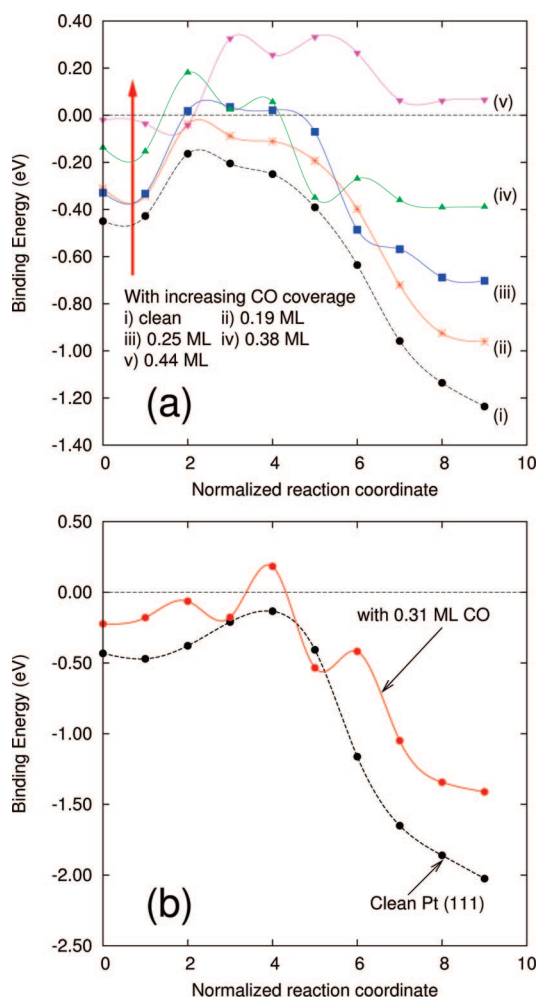 0.40
0.20
0.00
-0.20
-0.40
-0.60
-0.80
-1.00
-1.20
-1.40
Binding Energy (eV)
(v)
(iv)
(iii)
(ii)
(i)
With increasing CO coverage
i) clean ii) 0.19 ML
iii) 0.25 ML iv) 0.38 ML
v) 0.44 ML
(a)
0 2 4 6 8 10
Normalized reaction coordinate
0.50
0.00
-0.50
-1.00
-1.50
-2.00
-2.50
Binding Energy (eV)
with 0.31 ML CO
Clean Pt (111)
(b)
0 2 4 6 8 10
Normalized reaction coordinate